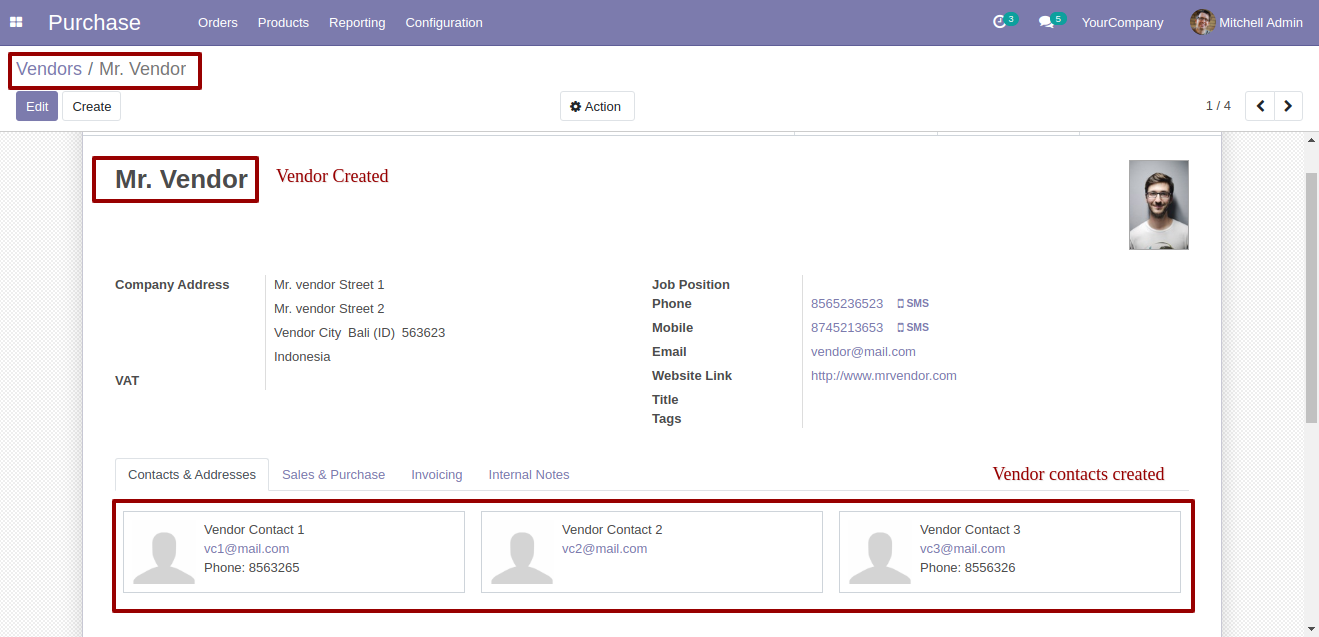 Purchase Orders Products Reporting Configuration 3 5 YourCompany Mitchell Admin
Vendors / Mr. Vendor
Edit Create Action 1 / 4
Mr. Vendor Vendor Created
Company Address Mr. vendor Street 1
Mr. vendor Street 2
Vendor City Bali (ID) 563623
Indonesia
VAT
Job Position
Phone 8565236523 SMS
Mobile 8745213653 SMS
Email vendor@mail.com
Website Link http://www.mrvendor.com
Title
Tags
Contacts & Addresses Sales & Purchase Invoicing Internal Notes Vendor contacts created
Vendor Contact 1
vc1@mail.com
Phone: 8563265
Vendor Contact 2
vc2@mail.com
Vendor Contact 3
vc3@mail.com
Phone: 8556326